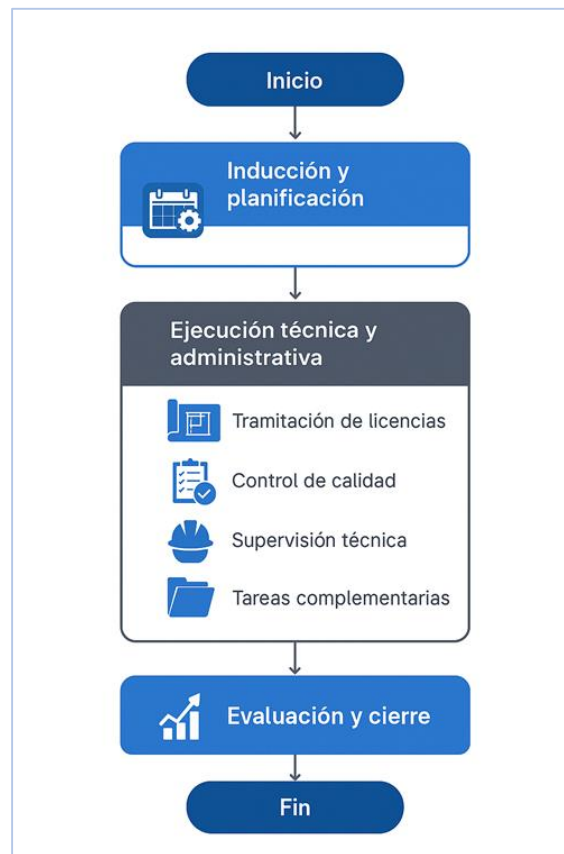 Inicio
Inducción y
planificación
Ejecución técnica y
administrativa
Tramitación de licencias
Control de calidad
Supervisión técnica
Tareas complementarias
Evaluación y cierre
Fin